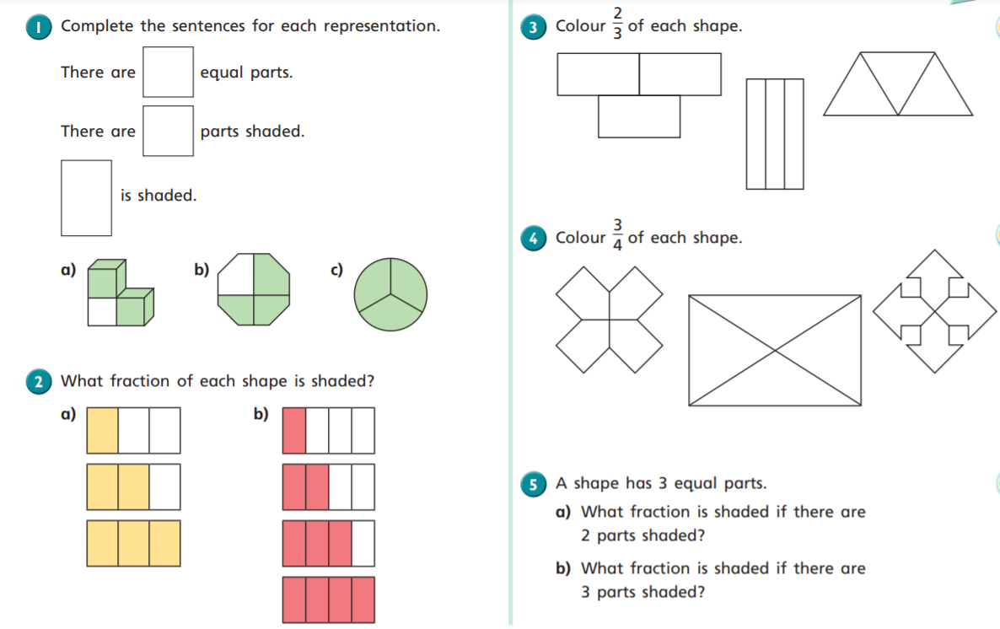 1 Complete the sentences for each representation.
There are
equal parts.
There are
parts shaded.
is shaded.
a)
b)
c)
2 What fraction of each shape is shaded?
a)
b)
3 Colour 2/3 of each shape.
4 Colour 3/4 of each shape.
5 A shape has 3 equal parts.
a) What fraction is shaded if there are
2 parts shaded?
b) What fraction is shaded if there are
3 parts shaded?